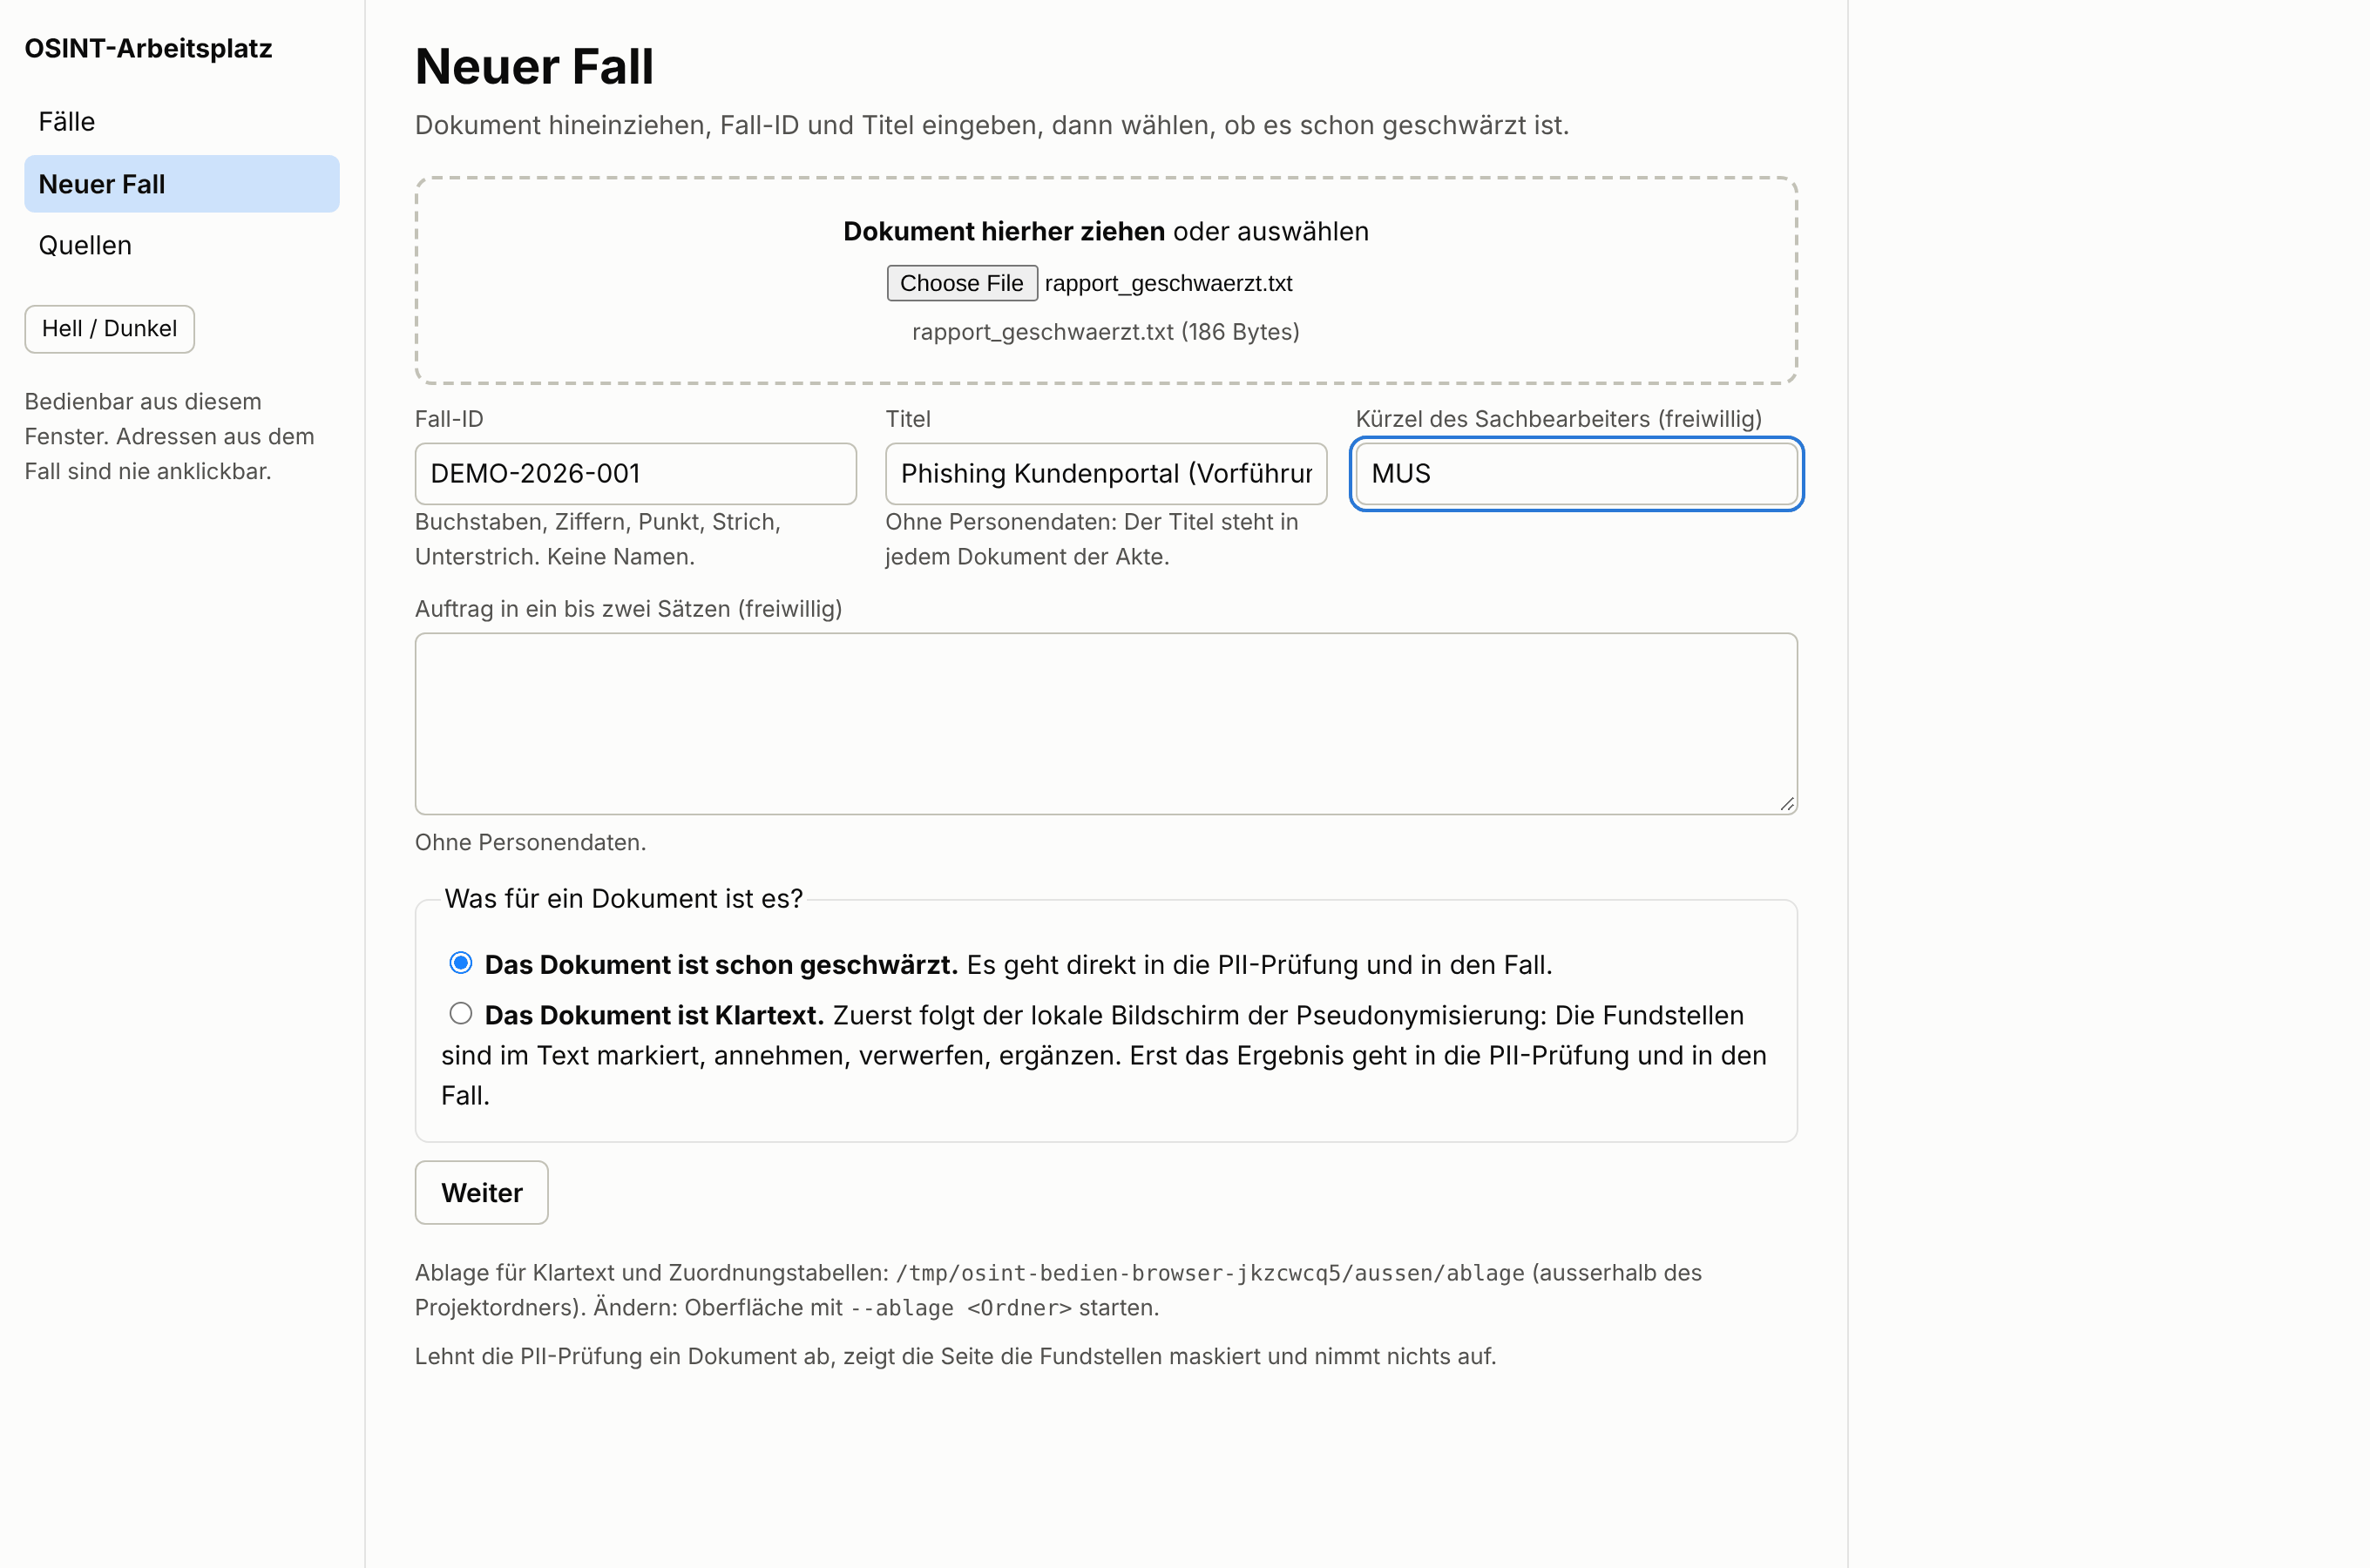 OSINT-Arbeitsplatz
Fälle
Neuer Fall
Quellen
Hell / Dunkel
Bedienbar aus diesem
Fenster. Adressen aus dem
Fall sind nie anklickbar.
Neuer Fall
Dokument hineinziehen, Fall-ID und Titel eingeben, dann wählen, ob es schon geschwärzt ist.
Dokument hierher ziehen oder auswählen
Choose File rapport_geschwaerzt.txt
rapport_geschwaerzt.txt (186 Bytes)
Fall-ID
DEMO-2026-001
Buchstaben, Ziffern, Punkt, Strich,
Unterstrich. Keine Namen.
Titel
Phishing Kundenportal (Vorführur
Ohne Personendaten: Der Titel steht in
jedem Dokument der Akte.
Kürzel des Sachbearbeiters (freiwillig)
MUS
Auftrag in ein bis zwei Sätzen (freiwillig)
Ohne Personendaten.
Was für ein Dokument ist es?
Das Dokument ist schon geschwärzt. Es geht direkt in die PII-Prüfung und in den Fall.
Das Dokument ist Klartext. Zuerst folgt der lokale Bildschirm der Pseudonymisierung: Die Fundstellen
sind im Text markiert, annehmen, verwerfen, ergänzen. Erst das Ergebnis geht in die PII-Prüfung und in den
Fall.
Weiter
Ablage für Klartext und Zuordnungstabellen: /tmp/osint-bedien-browser-jkzcwcq5/aussen/ablage (ausserhalb des
Projektordners). Ändern: Oberfläche mit --ablage <Ordner> starten.
Lehnt die PII-Prüfung ein Dokument ab, zeigt die Seite die Fundstellen maskiert und nimmt nichts auf.